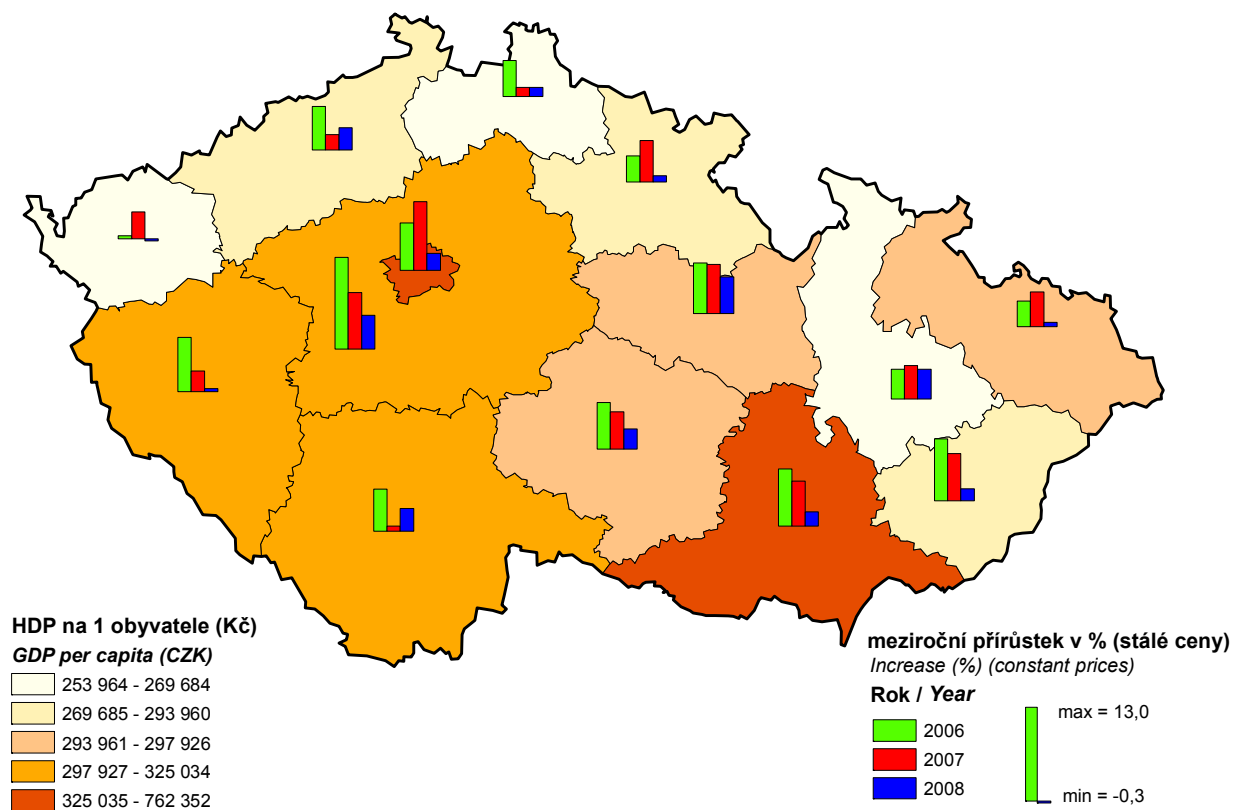 HDP na 1 obyvatele (Kč)
GDP per capita (CZK)
253 964 - 269 684
269 685 - 293 960
293 961 - 297 926
297 927 - 325 034
325 035 - 762 352
meziroční přírůstek v % (stálé ceny)
Increase (%) (constant prices)
Rok / Year
2006
2007
2008
max = 13,0
min = -0,3